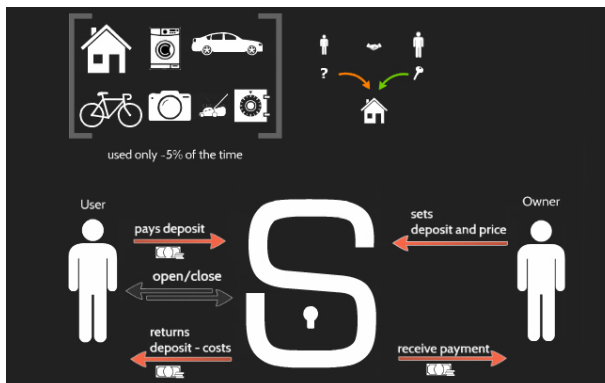 ?
used only ~5% of the time
User
Owner
pays deposit
sets
deposit and price
open/close
returns
deposit - costs
receive payment